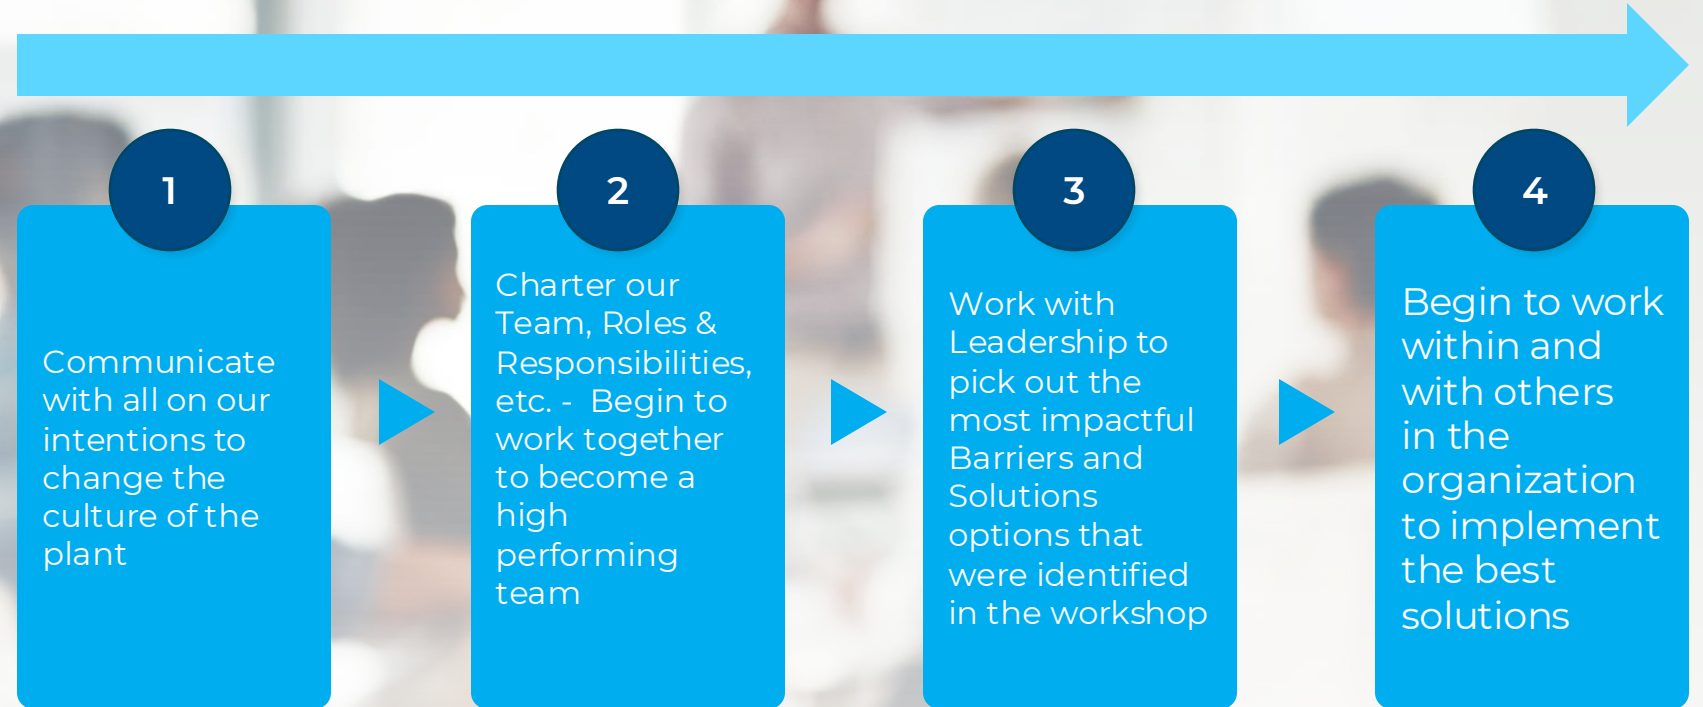 1
Communicate
with all on our
intentions to
change the
culture of the
plant
2
Charter our
Team, Roles &
Responsibilities,
etc. -  Begin to
work together
to become a
high
performing
team
3
Work with
Leadership to
pick out the
most impactful
Barriers and
Solutions
options that
were identified
in the workshop
4
Begin to work
within and
with others
in the
organization
to implement
the best
solutions